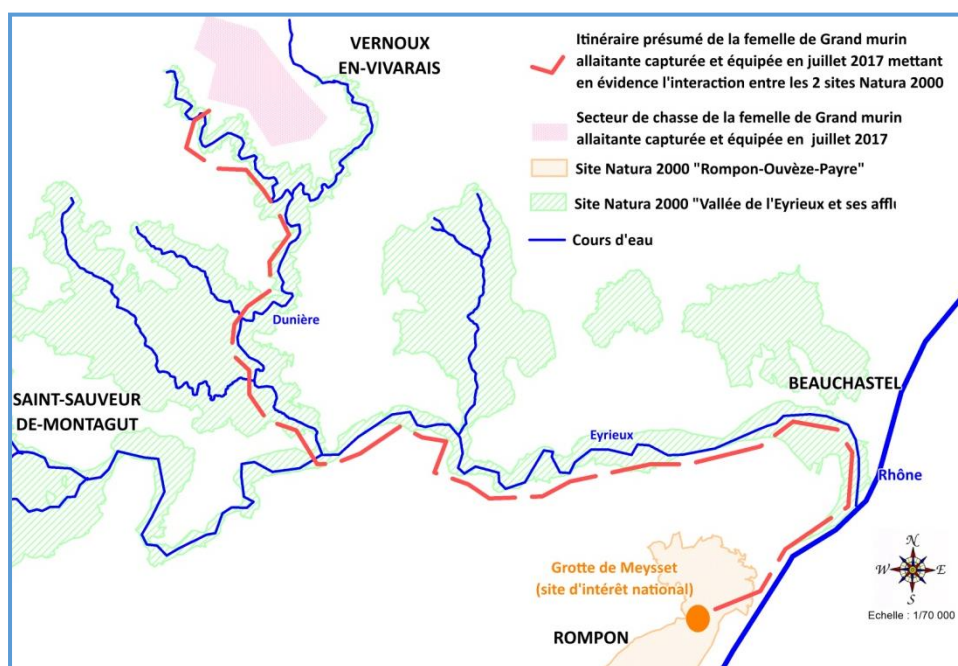 VERNOUX
EN-VIVARAIS
Itinéraire présumé de la femelle de Grand murin
allaitante capturée et équipée en juillet 2017 mettant
en évidence l'interaction entre les 2 sites Natura 2000
Secteur de chasse de la femelle de Grand murin
allaitante capturée et équipée en juillet 2017
Site Natura 2000 "Rompon-Ouvèze-Payre"
Site Natura 2000 "Vallée de l'Eyrieux et ses afflu
Cours d'eau
Dunière
SAINT-SAUVEUR
DE-MONTAGUT
BEAUCHASTEL
Eyrieux
Rhône
Grotte de Meysset
(site d'intérêt national)
ROMPON
N
W
E
S
Echelle : 1/70 000